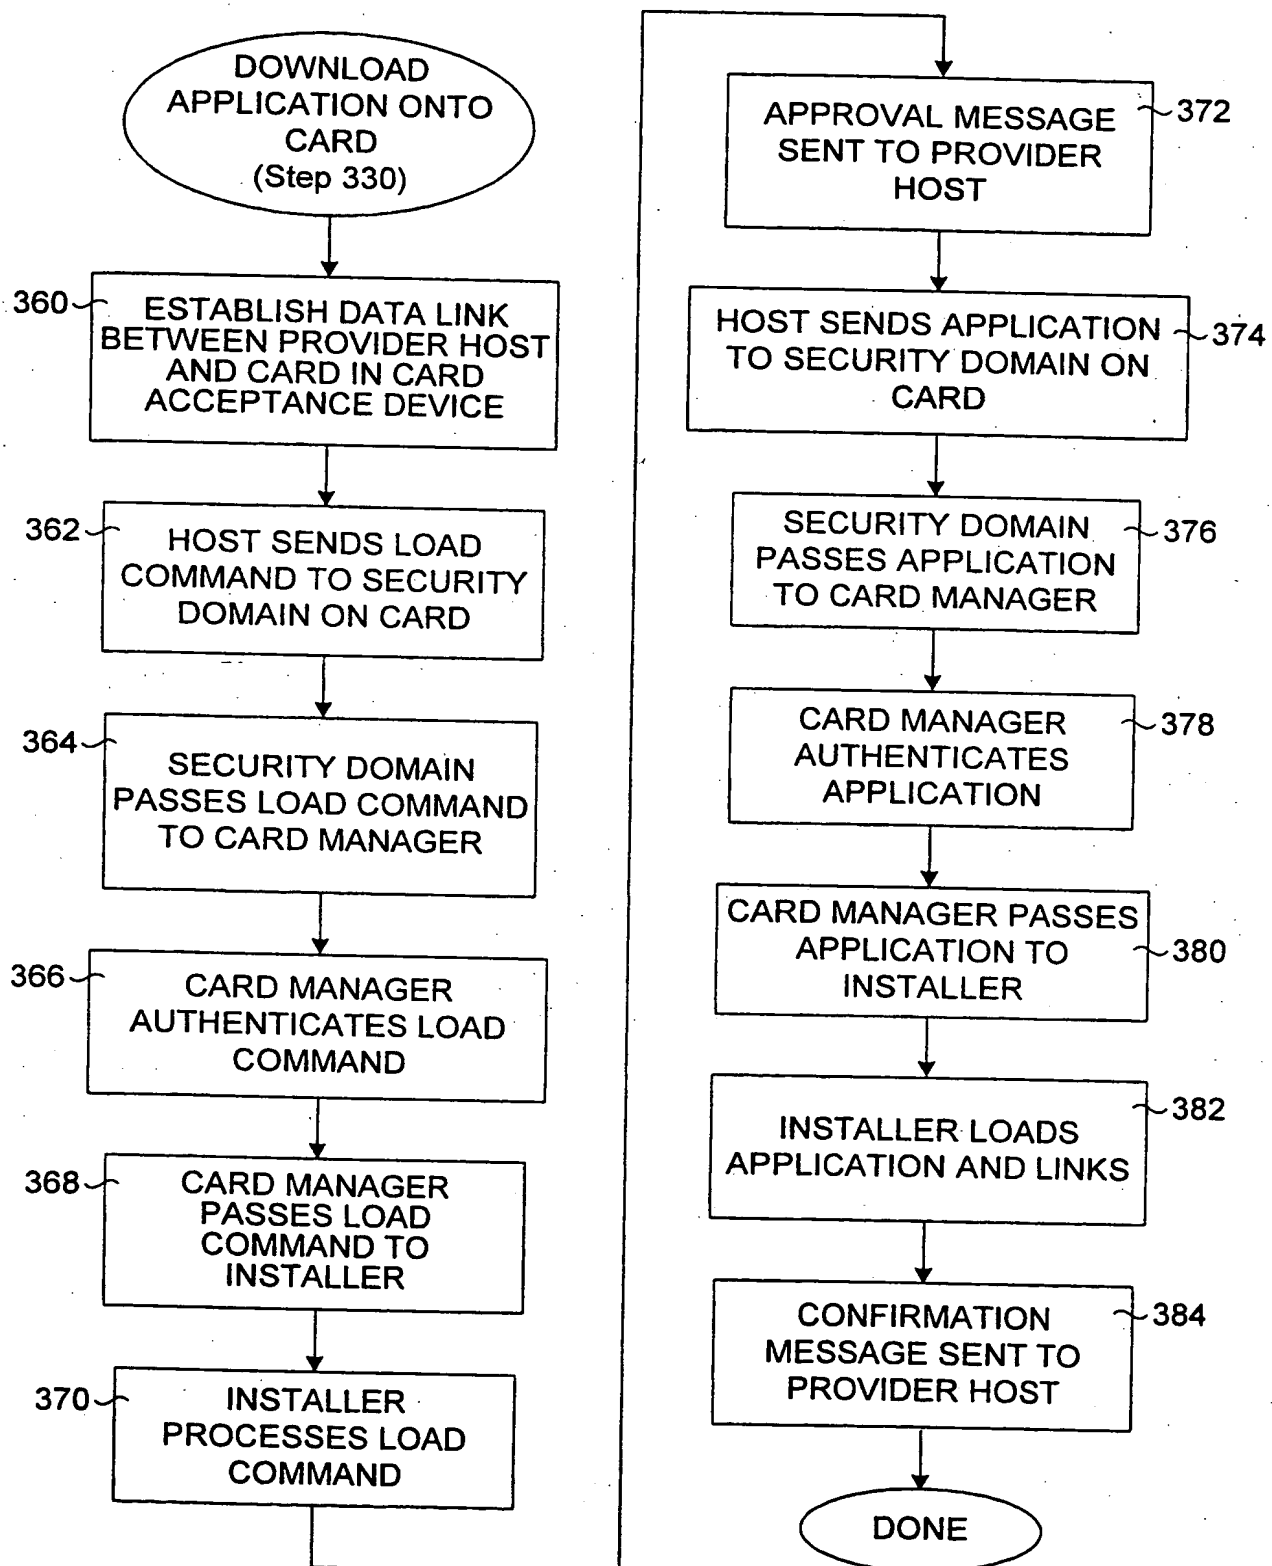 DOWNLOAD
APPLICATION ONTO
CARD
(Step 330)
360
ESTABLISH DATA LINK
BETWEEN PROVIDER HOST
AND CARD IN CARD
ACCEPTANCE DEVICE
362
HOST SENDS LOAD
COMMAND TO SECURITY
DOMAIN ON CARD
364
SECURITY DOMAIN
PASSES LOAD COMMAND
TO CARD MANAGER
366
CARD MANAGER
AUTHENTICATES LOAD
COMMAND
368
CARD MANAGER
PASSES LOAD
COMMAND TO
INSTALLER
370
INSTALLER
PROCESSES LOAD
COMMAND
372
APPROVAL MESSAGE
SENT TO PROVIDER
HOST
374
HOST SENDS APPLICATION
TO SECURITY DOMAIN ON
CARD
376
SECURITY DOMAIN
PASSES APPLICATION
TO CARD MANAGER
378
CARD MANAGER
AUTHENTICATES
APPLICATION
380
CARD MANAGER PASSES
APPLICATION TO
INSTALLER
382
INSTALLER LOADS
APPLICATION AND LINKS
384
CONFIRMATION
MESSAGE SENT TO
PROVIDER HOST
DONE